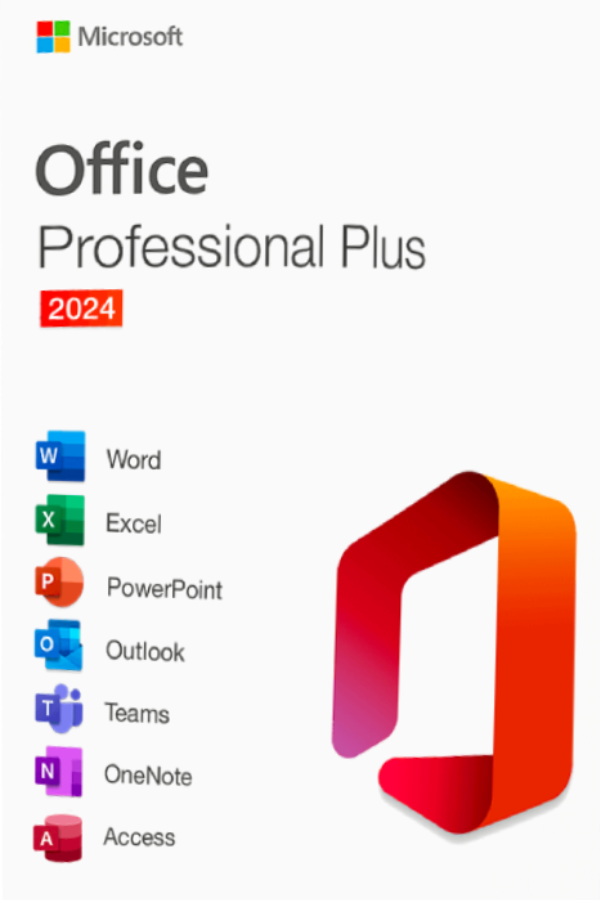 Microsoft
Office
Professional Plus
2024
W Word
X Excel
P PowerPoint
O Outlook
T Teams
N OneNote
A Access